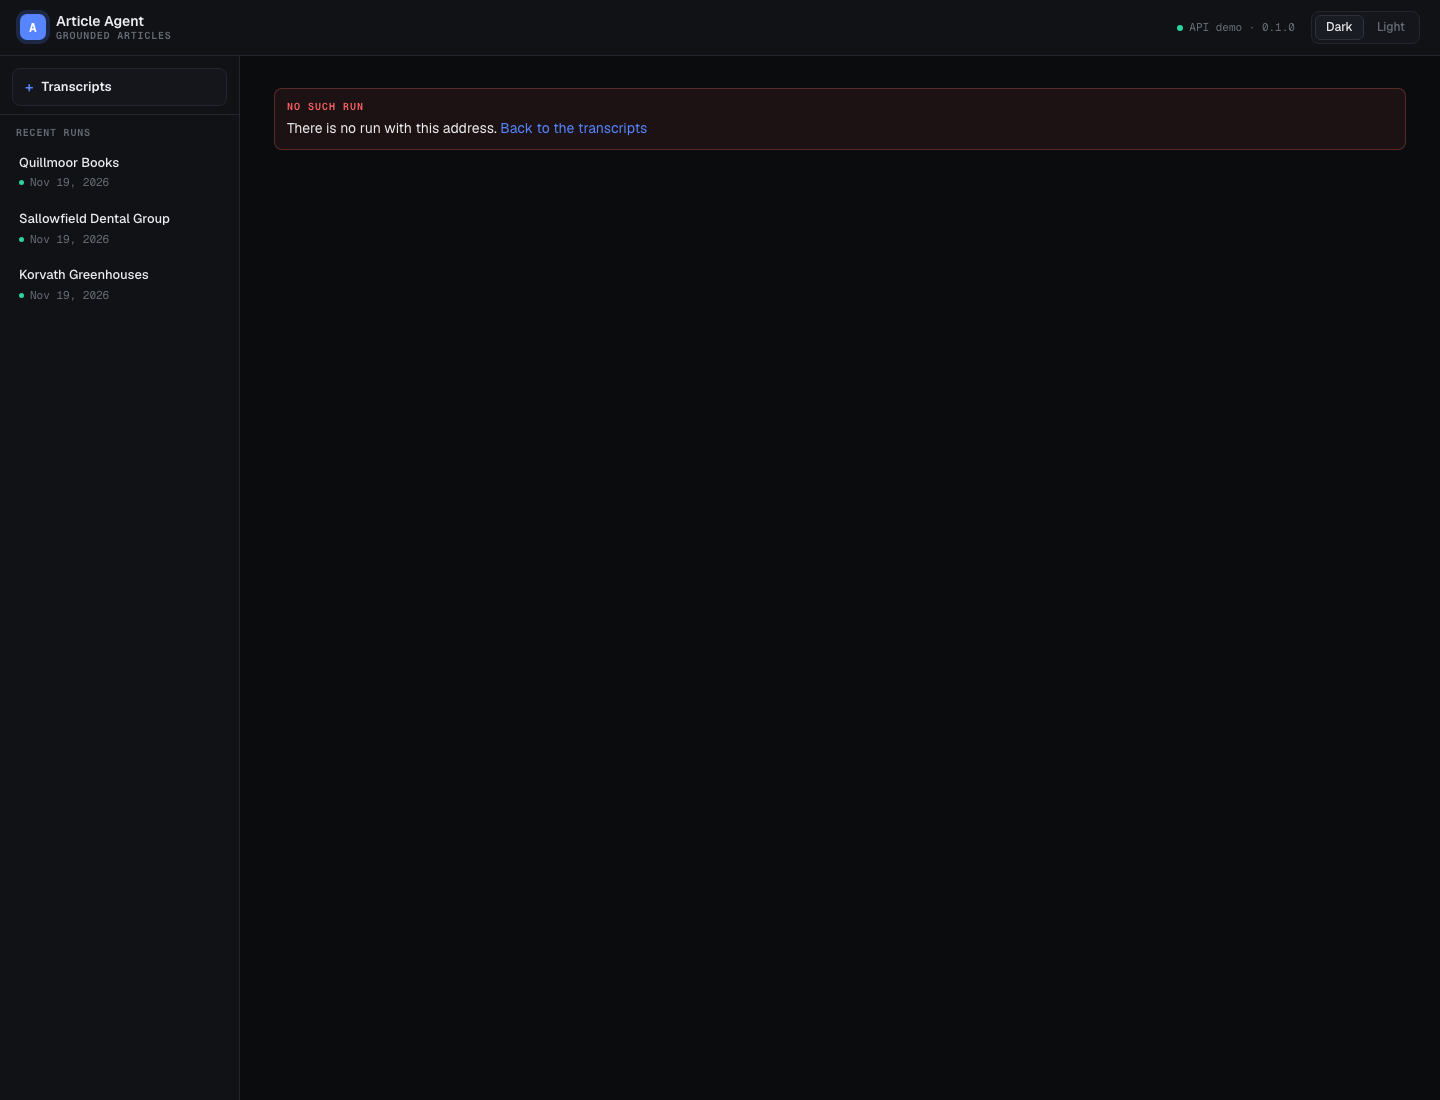 A
Article Agent
GROUNDED ARTICLES
API demo · 0.1.0
Dark
Light
+ Transcripts
RECENT RUNS
Quillmoor Books
Nov 19, 2026
Sallowfield Dental Group
Nov 19, 2026
Korvath Greenhouses
Nov 19, 2026
NO SUCH RUN
There is no run with this address. Back to the transcripts